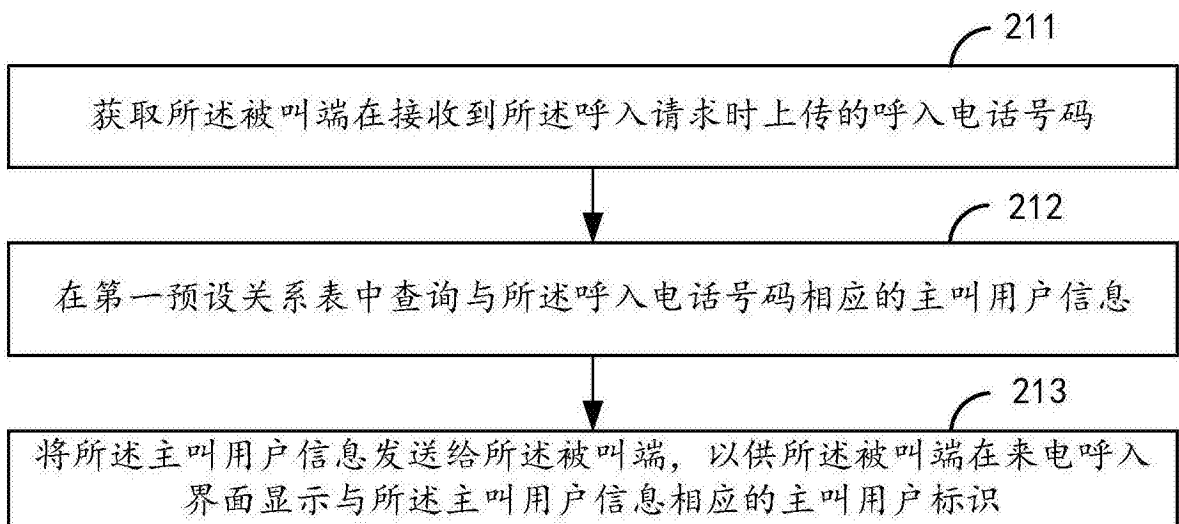 211
获取所述被叫端在接收到所述呼入请求时上传的呼入电话号码
212
在第一预设关系表中查询与所述呼入电话号码相应的主叫用户信息
213
将所述主叫用户信息发送给所述被叫端，以供所述被叫端在来电呼入
界面显示与所述主叫用户信息相应的主叫用户标识